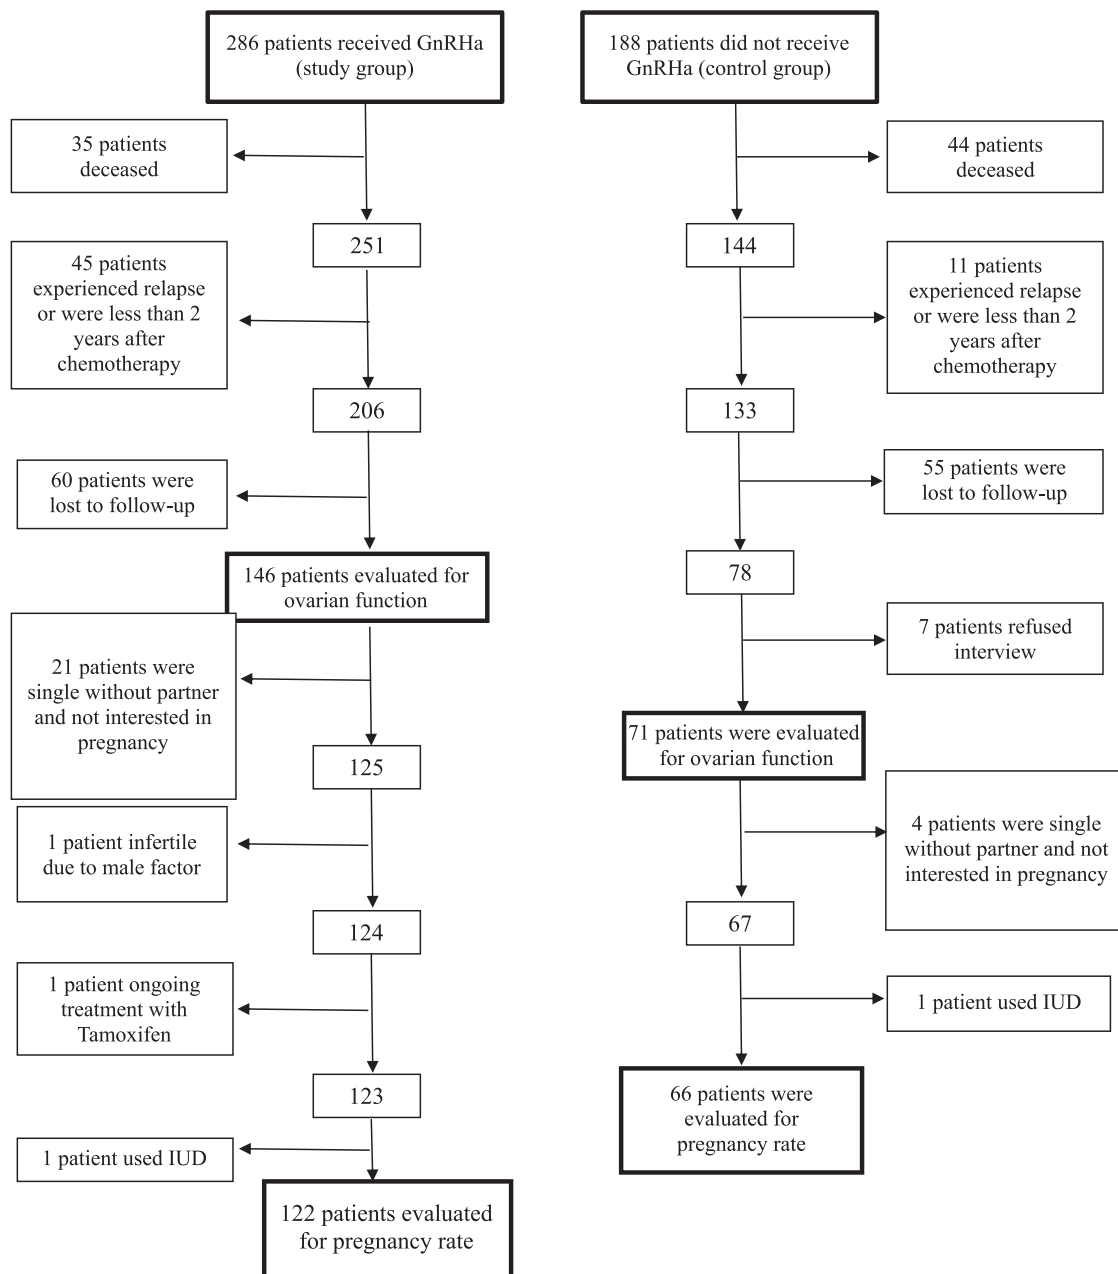 286 patients received GnRHa
(study group)
35 patients
deceased
251
45 patients
experienced relapse
or were less than 2
years after
chemotherapy
206
60 patients were
lost to follow-up
146 patients evaluated for
ovarian function
21 patients were
single without partner
and not interested in
pregnancy
125
1 patient infertile
due to male factor
124
1 patient ongoing
treatment with
Tamoxifen
123
1 patient used IUD
122 patients evaluated
for pregnancy rate
188 patients did not receive
GnRHa (control group)
44 patients
deceased
144
11 patients
experienced relapse
or were less than 2
years after
chemotherapy
133
55 patients were
lost to follow-up
78
7 patients refused
interview
71 patients were evaluated
for ovarian function
4 patients were single
without partner and not
interested in pregnancy
67
1 patient used IUD
66 patients were
evaluated for
pregnancy rate